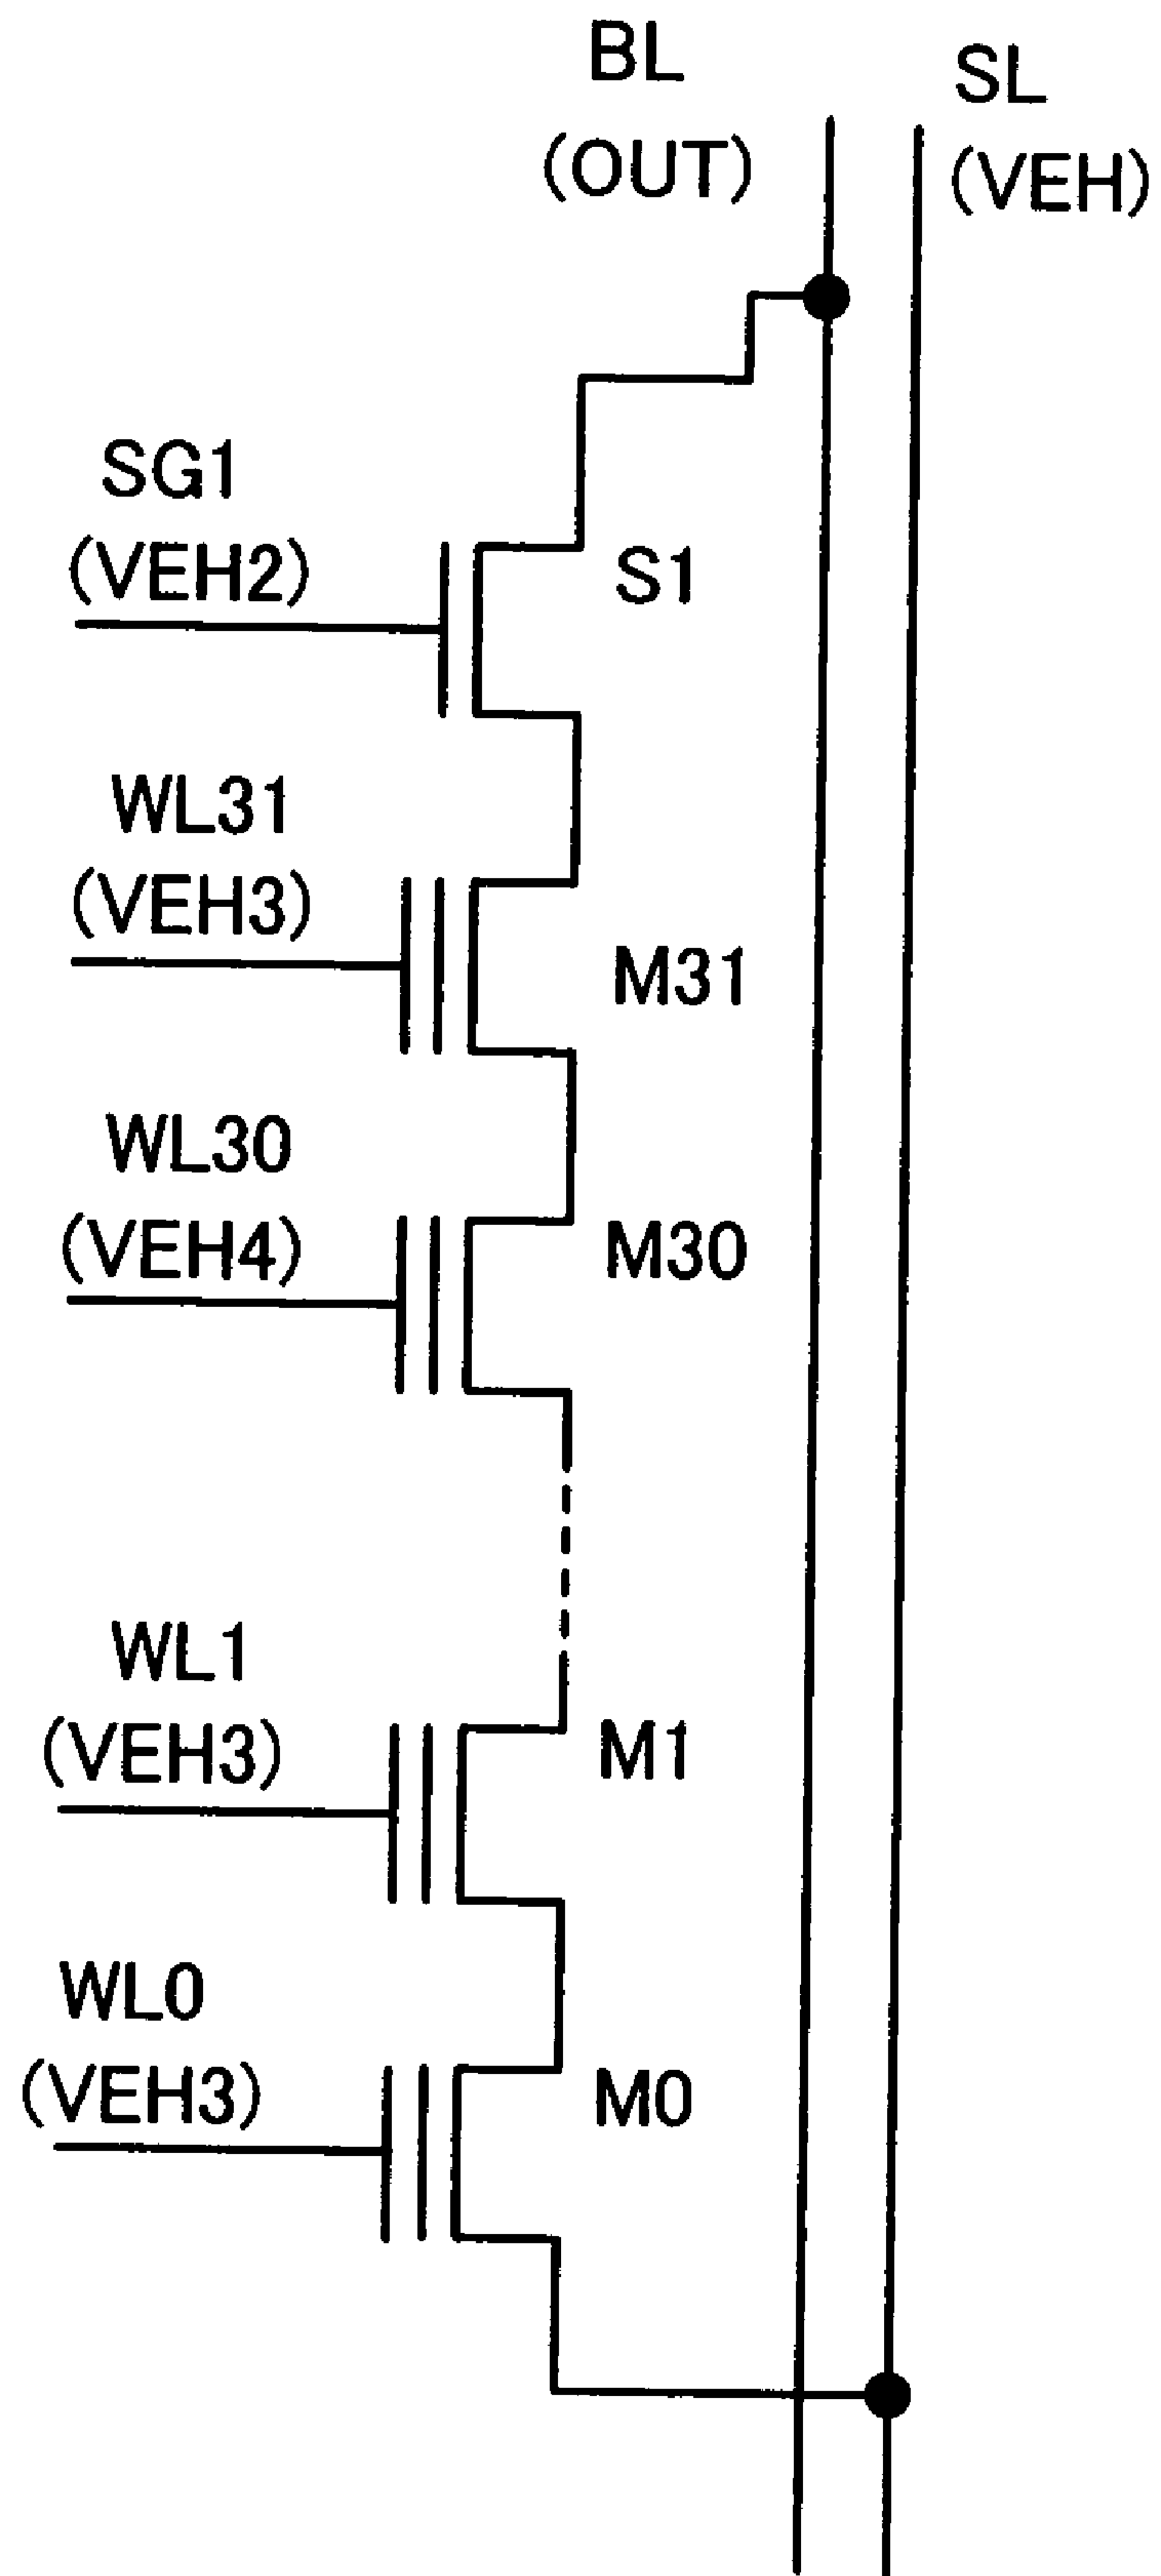 BL
(OUT)
SL
(VEH)
SG1
(VEH2)
S1
WL31
(VEH3)
M31
WL30
(VEH4)
M30
WL1
(VEH3)
M1
WL0
(VEH3)
M0